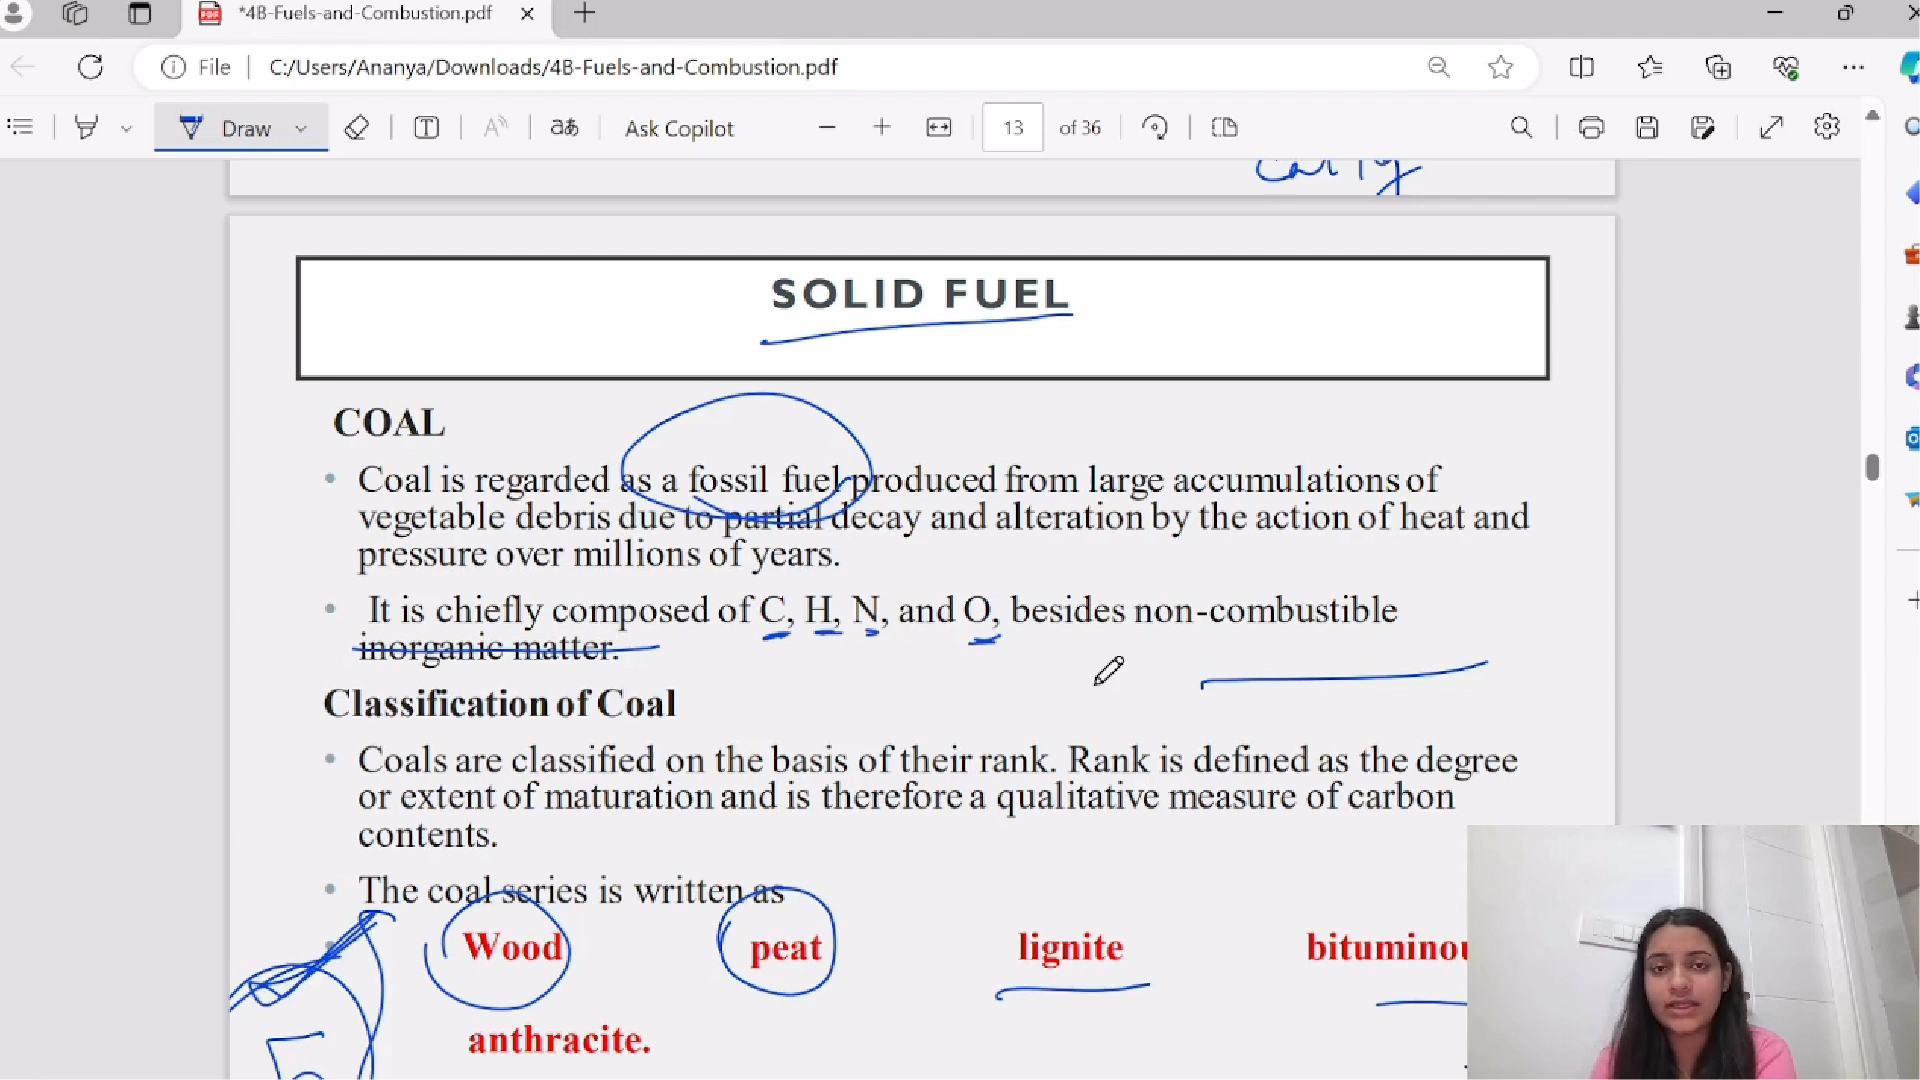 *4B-Fuels-and-Combustion.pdf
File C:/Users/Ananya/Downloads/4B-Fuels-and-Combustion.pdf
Draw Ask Copilot 13 of 36
SOLID FUEL
COAL
• Coal is regarded as a fossil fuel produced from large accumulations of
vegetable debris due to partial decay and alteration by the action of heat and
pressure over millions of years.
• It is chiefly composed of C, H, N, and O, besides non-combustible
inorganic matter.
Classification of Coal
• Coals are classified on the basis of their rank. Rank is defined as the degree
or extent of maturation and is therefore a qualitative measure of carbon
contents.
• The coal series is written as
Wood peat lignite bituminou
anthracite.